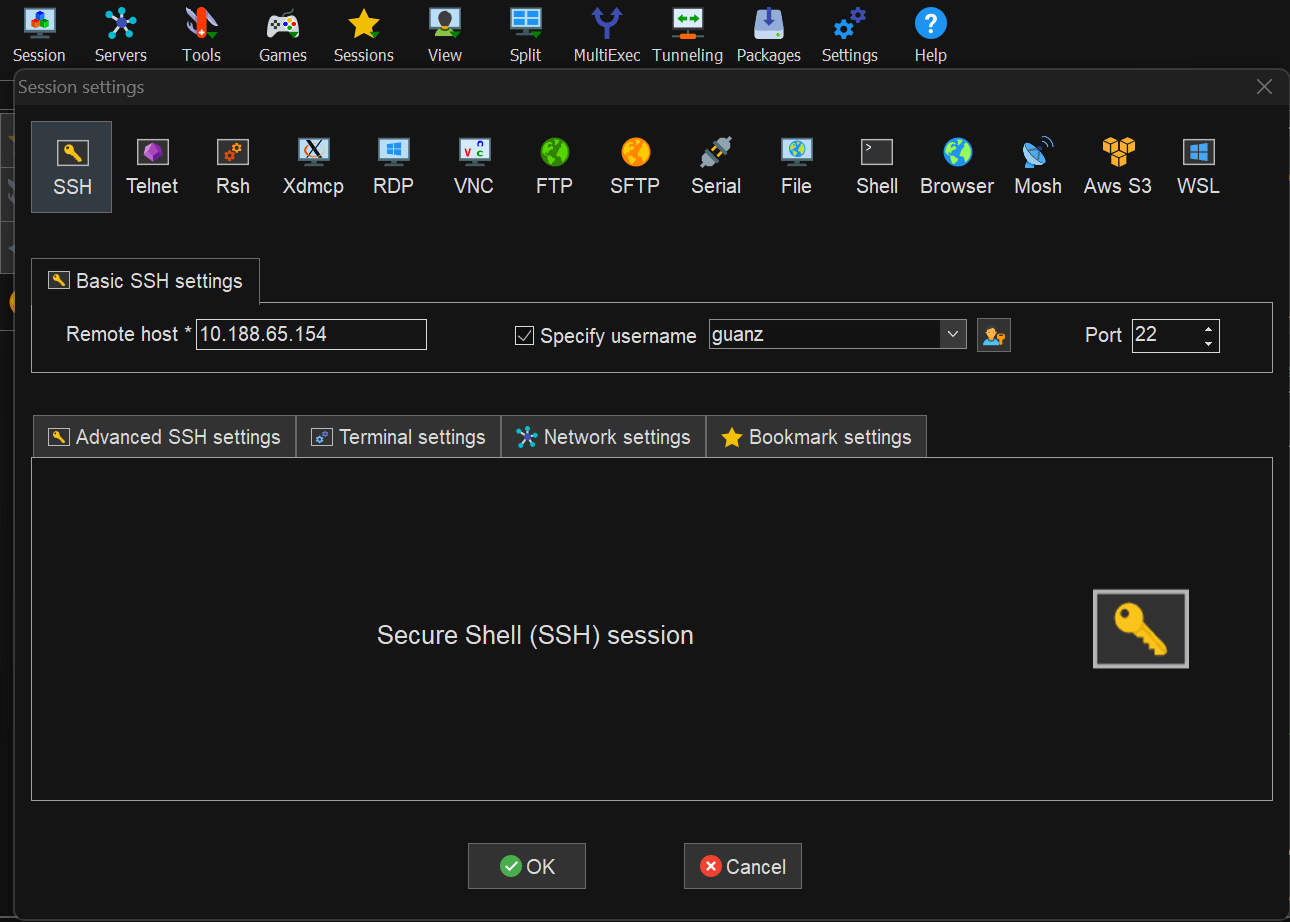 Session Servers Tools Games Sessions View Split MultiExec Tunneling Packages Settings Help
Session settings
SSH Telnet Rsh Xdmcp RDP VNC FTP SFTP Serial File Shell Browser Mosh Aws S3 WSL
Basic SSH settings
Remote host * 10.188.65.154 Specify username guanz Port 22
Advanced SSH settings Terminal settings Network settings Bookmark settings
Secure Shell (SSH) session
OK Cancel